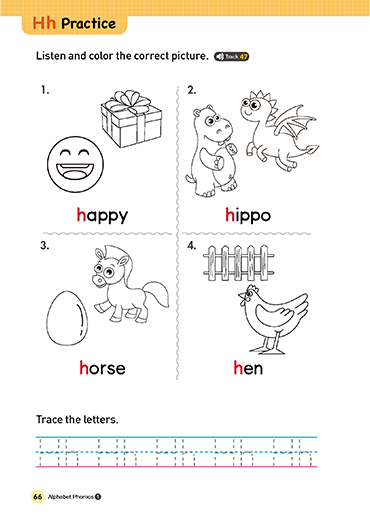 Hh Practice
Listen and color the correct picture. Track 47
1.
2.
happy
hippo
3.
4.
horse
hen
Trace the letters.
H h H h H h H h H h
66 Alphabet Phonics 1